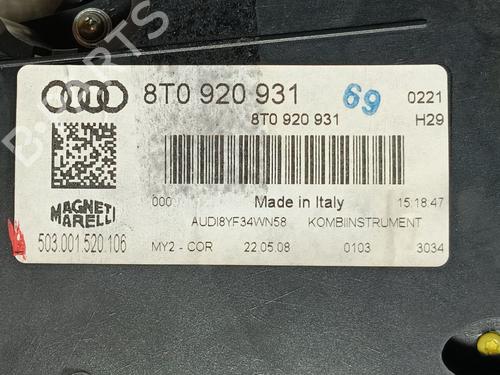 8T0 920 931
69
0221
8T0 920 931
H29
000
Made in Italy
15:18:47
MAGNETI
MARELLI
AUDI8YF34WN58
KOMBIINSTRUMENT
503.001.520.106
MY2 - COR
22.05.08
0103
3034